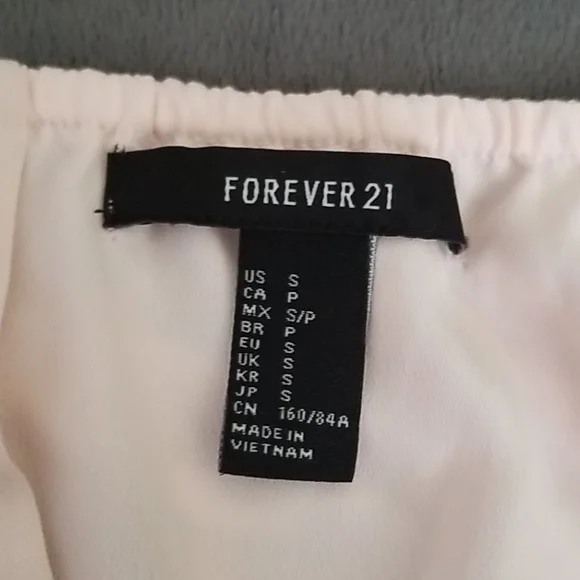 FOREVER 21
US S
CA P
MX S/P
BR P
EU S
UK S
KR S
JP S
CN 160/84A
MADE IN
VIETNAM